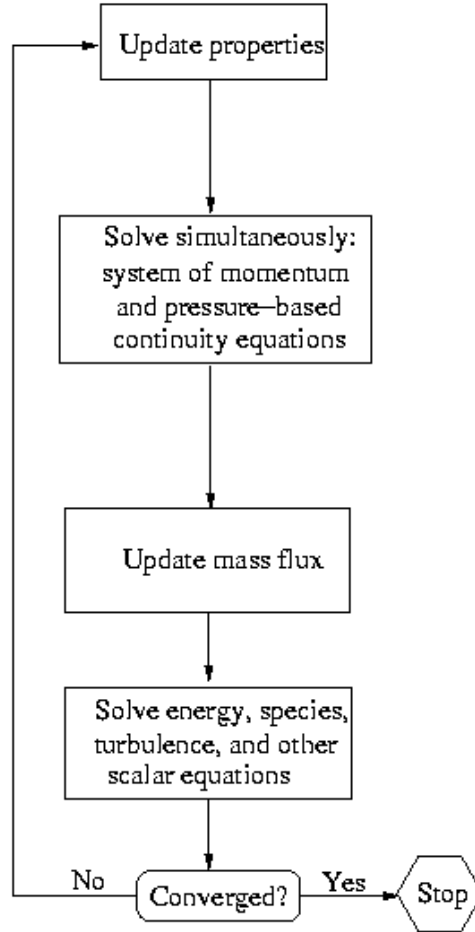 Update properties
Solve simultaneously:
system of momentum
and pressure–based
continuity equations
Update mass flux
Solve energy, species,
turbulence, and other
scalar equations
No
Converged?
Yes
Stop